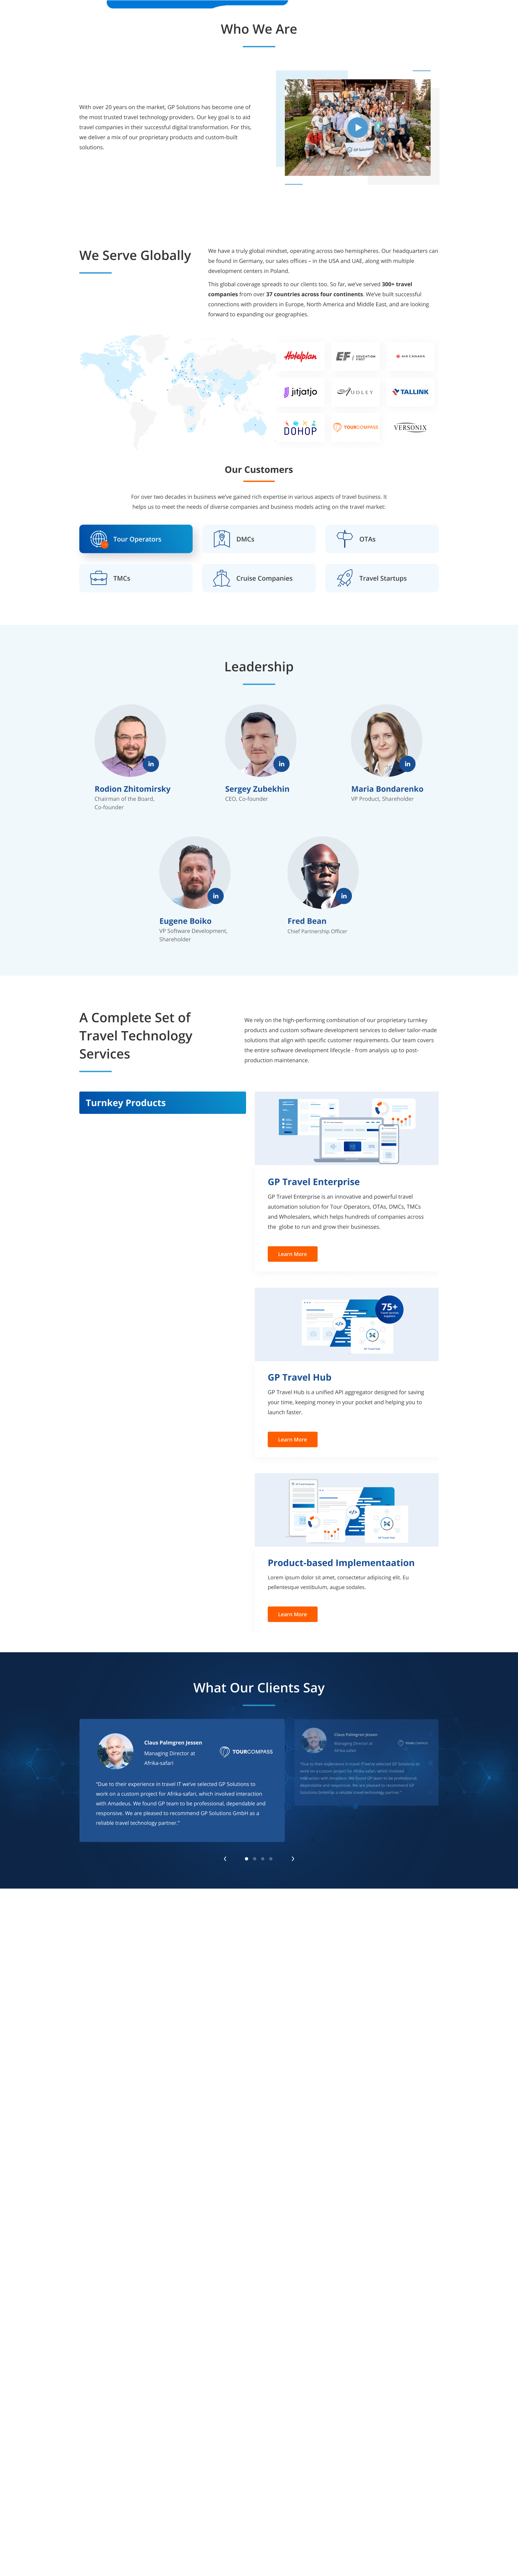 Who We Are
With over 20 years on the market, GP Solutions has become one of
the most trusted travel technology providers. Our key goal is to aid
travel companies in their successful digital transformation. For this,
we deliver a mix of our proprietary products and custom-built
solutions.
GP Solutions
We Serve Globally
We have a truly global mindset, operating across two hemispheres. Our headquarters can
be found in Germany, our sales offices – in the USA and UAE, along with multiple
development centers in Poland.
This global coverage spreads to our clients too. So far, we've served 300+ travel
companies from over 37 countries across four continents. We've built successful
connections with providers in Europe, North America and Middle East, and are looking
forward to expanding our geographies.
Hotelplan
EF EDUCATION FIRST
AIR CANADA
jitjatjo
AUDLEY
TALLINK
DOHOP
TOURCOMPASS
VERSONIX
Our Customers
For over two decades in business we've gained rich expertise in various aspects of travel business. It
helps us to meet the needs of diverse companies and business models acting on the travel market:
Tour Operators
DMCs
OTAs
TMCs
Cruise Companies
Travel Startups
Leadership
in
in
in
Rodion Zhitomirsky
Chairman of the Board,
Co-founder
Sergey Zubekhin
CEO, Co-founder
Maria Bondarenko
VP Product, Shareholder
in
in
Eugene Boiko
VP Software Development,
Shareholder
Fred Bean
Chief Partnership Officer
A Complete Set of
Travel Technology
Services
We rely on the high-performing combination of our proprietary turnkey
products and custom software development services to deliver tailor-made
solutions that align with specific customer requirements. Our team covers
the entire software development lifecycle - from analysis up to post-
production maintenance.
Turnkey Products
GP Travel Enterprise
GP Travel Enterprise is an innovative and powerful travel
automation solution for Tour Operators, OTAs, DMCs, TMCs
and Wholesalers, which helps hundreds of companies across
the globe to run and grow their businesses.
Learn More
75+
</>
GP Travel Hub
GP Travel Hub
GP Travel Hub is a unified API aggregator designed for saving
your time, keeping money in your pocket and helping you to
launch faster.
Learn More
</>
GP Travel Hub
Product-based Implementaation
Lorem ipsum dolor sit amet, consectetur adipiscing elit. Eu
pellentesque vestibulum, augue sodales.
Learn More
What Our Clients Say
Claus Palmgren Jessen
Managing Director at
Afrika-safari
TOURCOMPASS
"Due to their experience in travel IT we've selected GP Solutions to
work on a custom project for Afrika-safari, which involved interaction
with Amadeus. We found GP team to be professional, dependable and
responsive. We are pleased to recommend GP Solutions GmbH as a
reliable travel technology partner."
Claus Palmgren Jessen
Managing Director at
Afrika-safari
TOURCOMPASS
"Due to their experience in travel IT we've selected GP Solutions to
work on a custom project for Afrika-safari, which involved
interaction with Amadeus. We found GP team to be professional,
dependable and responsive. We are pleased to recommend GP
Solutions GmbH as a reliable travel technology partner."